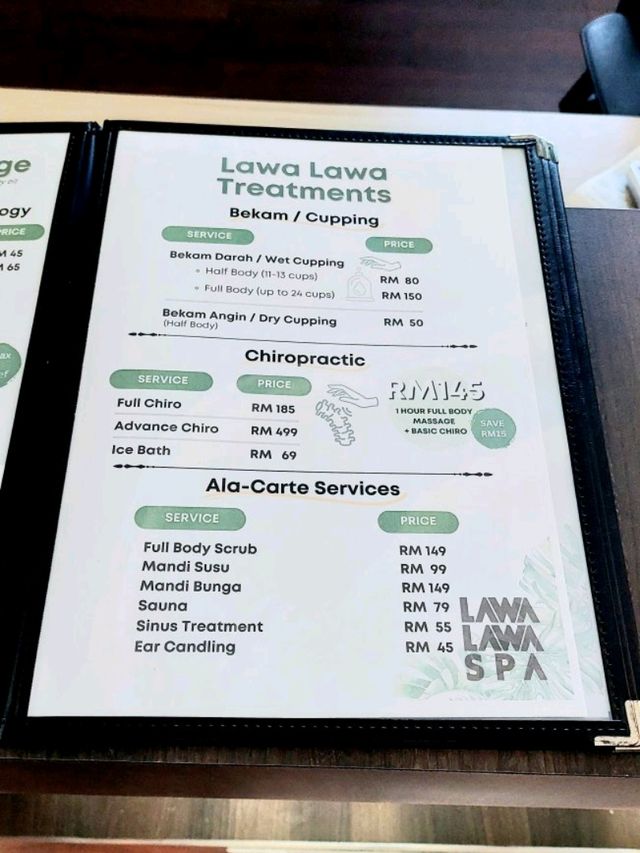 ge
ogy
PRICE
M 45
M 65
Lawa Lawa
Treatments
Bekam / Cupping
SERVICE PRICE
Bekam Darah / Wet Cupping
• Half Body (11-13 cups) RM 80
• Full Body (up to 24 cups) RM 150
Bekam Angin / Dry Cupping RM 50
(Half Body)
Chiropractic
SERVICE PRICE
Full Chiro RM 185
Advance Chiro RM 499
Ice Bath RM 69
RM145
1 HOUR FULL BODY
MASSAGE
+ BASIC CHIRO
SAVE
RM15
Ala-Carte Services
SERVICE PRICE
Full Body Scrub RM 149
Mandi Susu RM 99
Mandi Bunga RM 149
Sauna RM 79
Sinus Treatment RM 55
Ear Candling RM 45
LAWA
LAWA
SPA